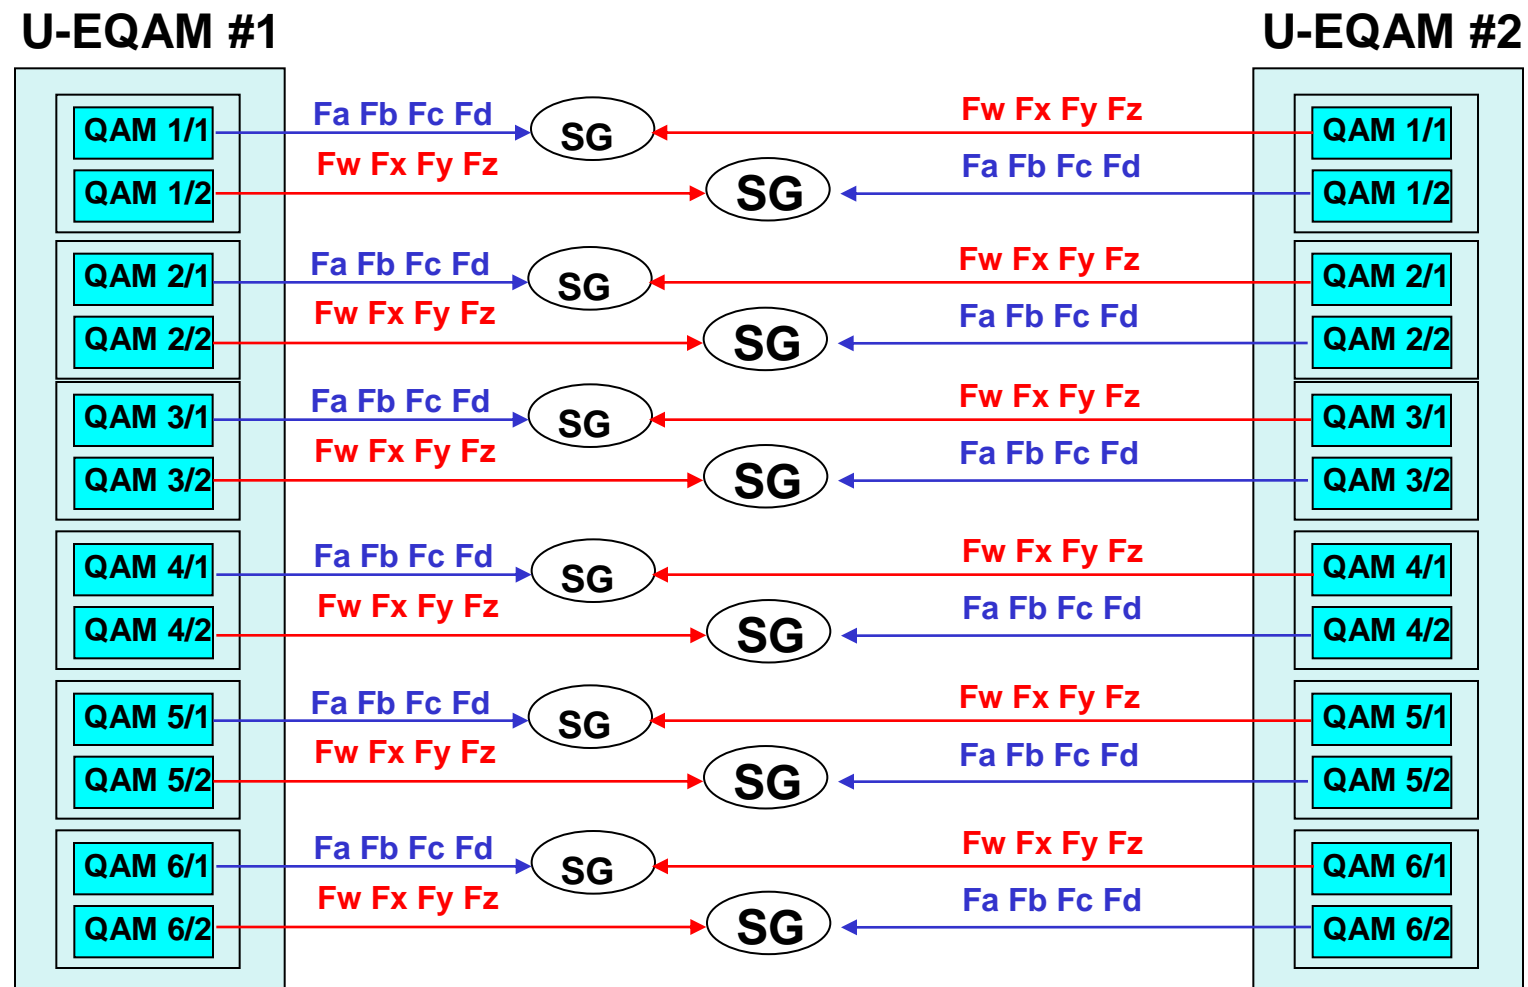 U-EQAM #1 U-EQAM #2
QAM 1/1 Fa Fb Fc Fd SG Fw Fx Fy Fz QAM 1/1
QAM 1/2 Fw Fx Fy Fz SG Fa Fb Fc Fd QAM 1/2
QAM 2/1 Fa Fb Fc Fd SG Fw Fx Fy Fz QAM 2/1
QAM 2/2 Fw Fx Fy Fz SG Fa Fb Fc Fd QAM 2/2
QAM 3/1 Fa Fb Fc Fd SG Fw Fx Fy Fz QAM 3/1
QAM 3/2 Fw Fx Fy Fz SG Fa Fb Fc Fd QAM 3/2
QAM 4/1 Fa Fb Fc Fd SG Fw Fx Fy Fz QAM 4/1
QAM 4/2 Fw Fx Fy Fz SG Fa Fb Fc Fd QAM 4/2
QAM 5/1 Fa Fb Fc Fd SG Fw Fx Fy Fz QAM 5/1
QAM 5/2 Fw Fx Fy Fz SG Fa Fb Fc Fd QAM 5/2
QAM 6/1 Fa Fb Fc Fd SG Fw Fx Fy Fz QAM 6/1
QAM 6/2 Fw Fx Fy Fz SG Fa Fb Fc Fd QAM 6/2